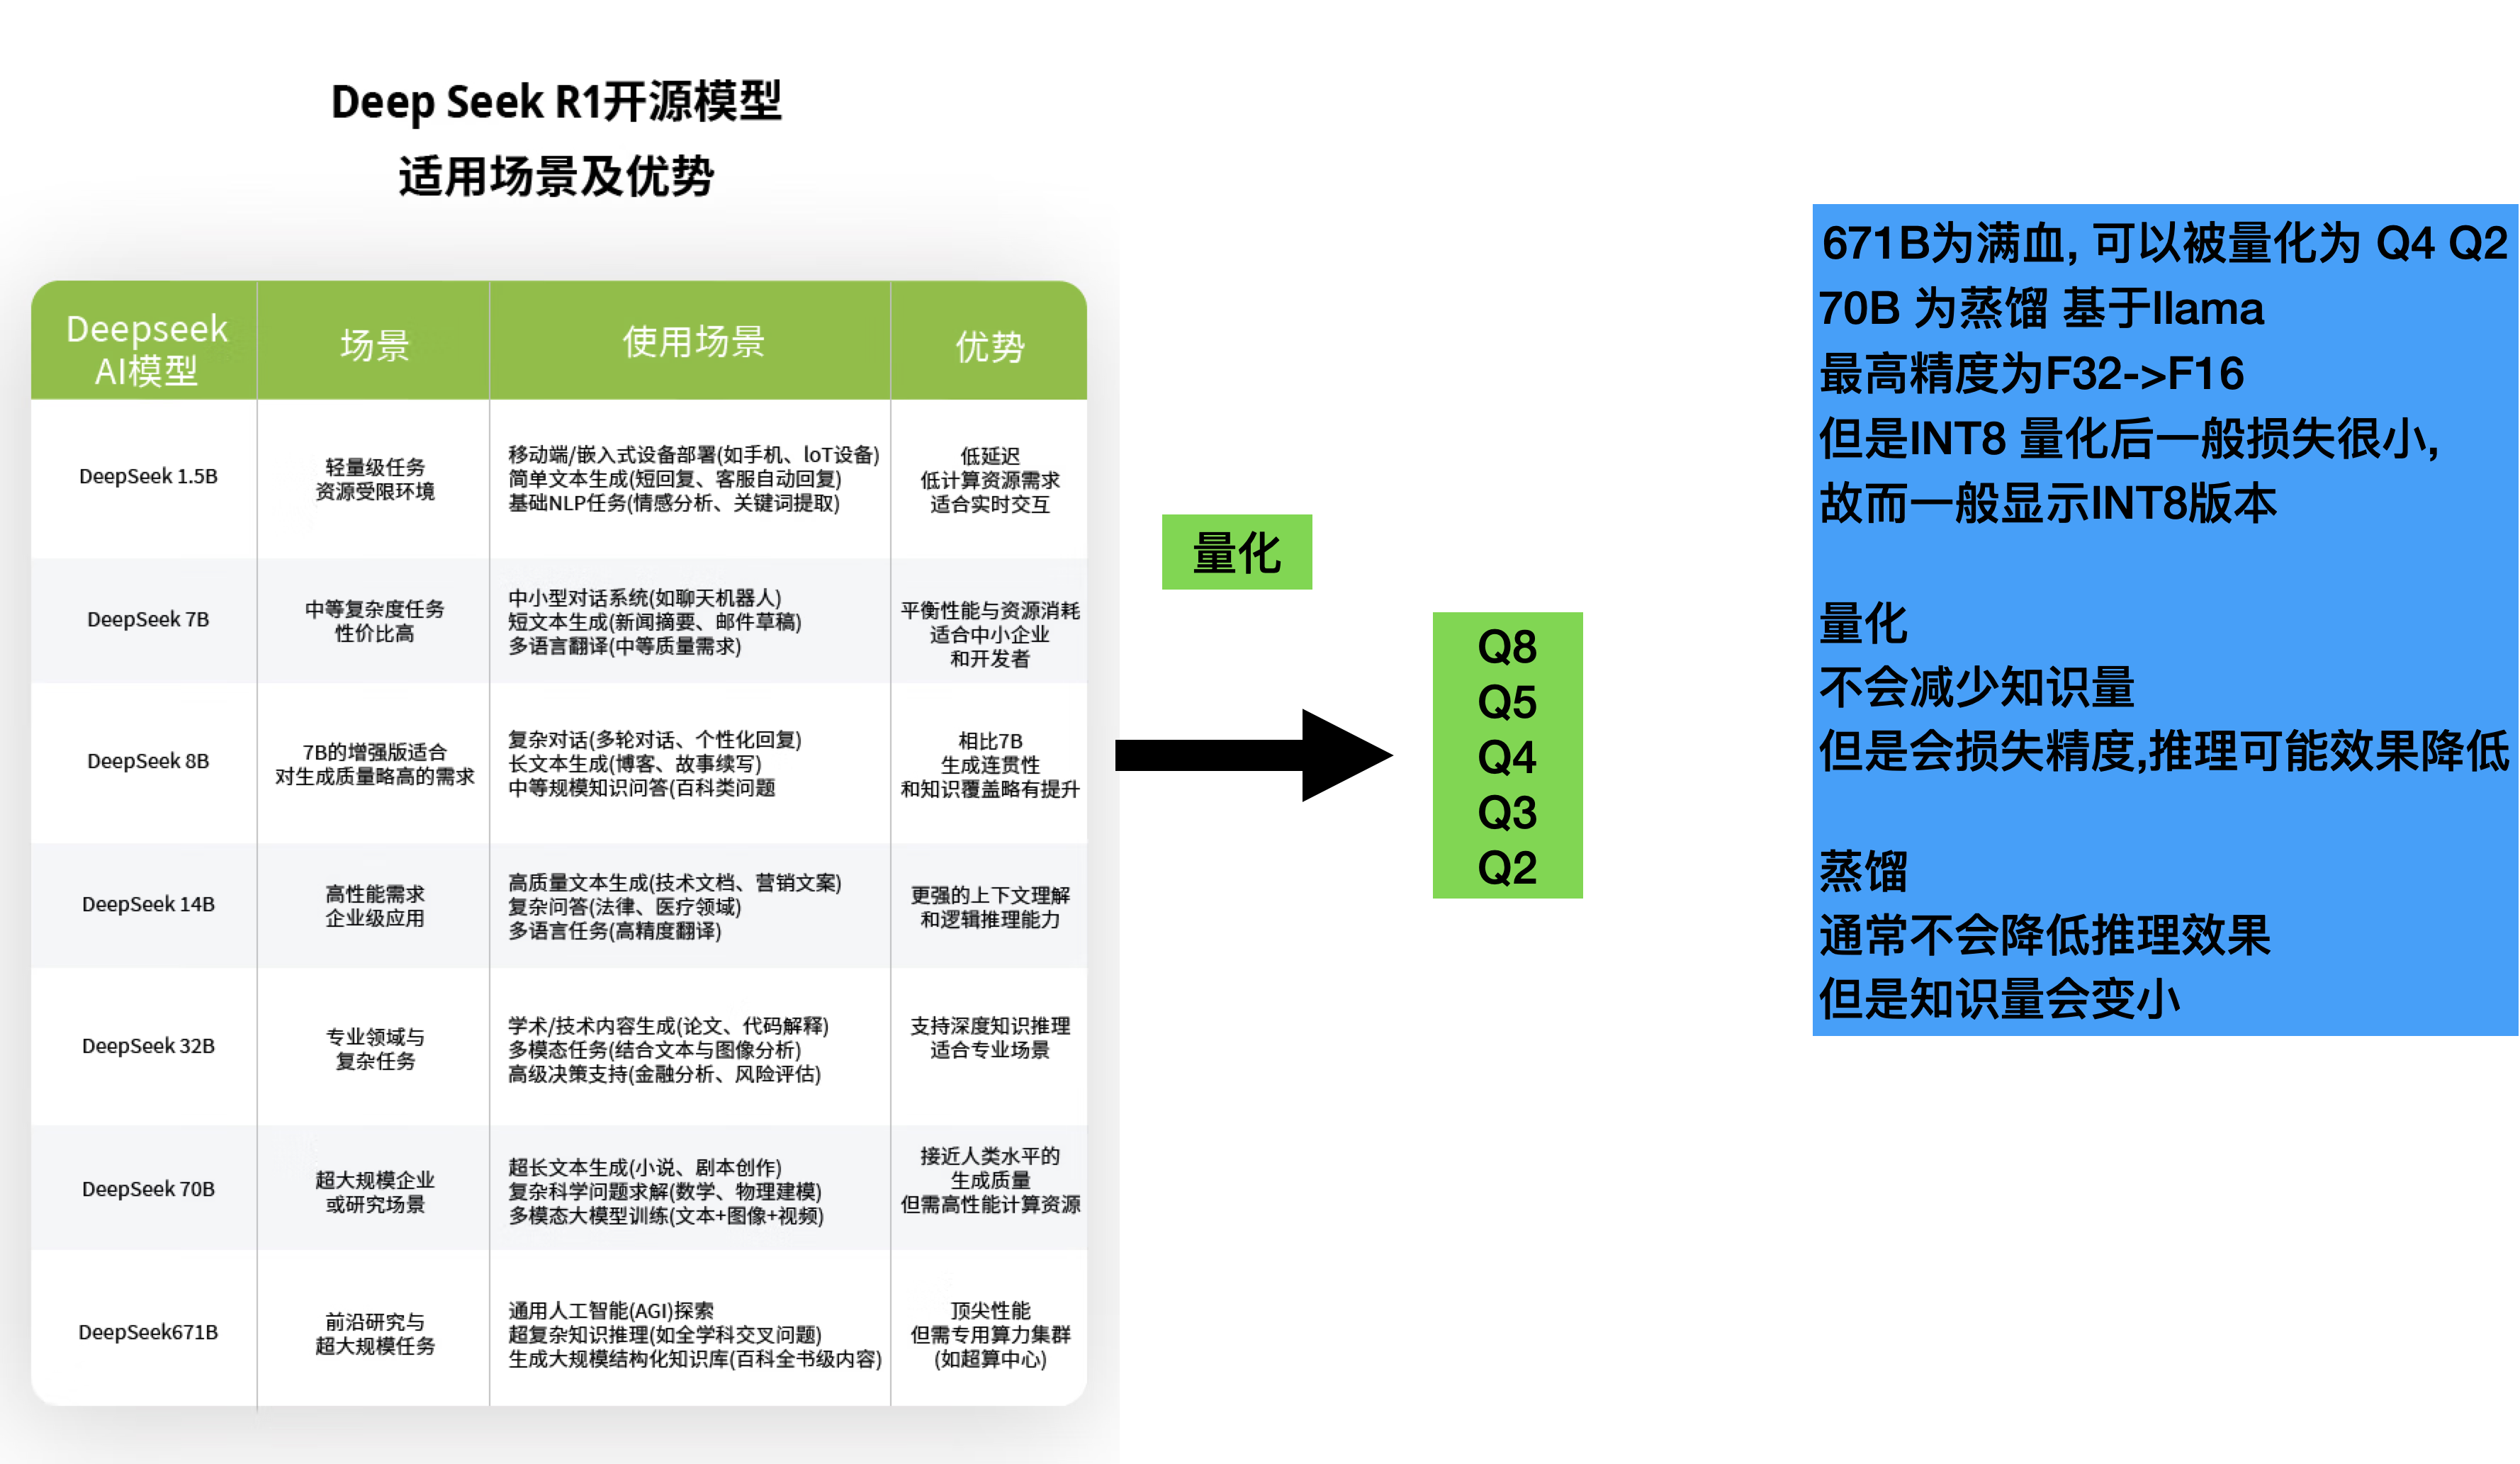 Deep Seek R1开源模型
适用场景及优势
Deepseek
AI模型
场景
使用场景
优势
DeepSeek 1.5B
轻量级任务
资源受限环境
移动端/嵌入式设备部署(如手机、loT设备)
简单文本生成(短回复、客服自动回复)
基础NLP任务(情感分析、关键词提取)
低延迟
低计算资源需求
适合实时交互
DeepSeek 7B
中等复杂度任务
性价比高
中小型对话系统(如聊天机器人)
短文本生成(新闻摘要、邮件草稿)
多语言翻译(中等质量需求)
平衡性能与资源消耗
适合中小企业
和开发者
DeepSeek 8B
7B的增强版适合
对生成质量略高的需求
复杂对话(多轮对话、个性化回复)
长文本生成(博客、故事续写)
中等规模知识问答(百科类问题
相比7B
生成连贯性
和知识覆盖略有提升
DeepSeek 14B
高性能需求
企业级应用
高质量文本生成(技术文档、营销文案)
复杂问答(法律、医疗领域)
多语言任务(高精度翻译)
更强的上下文理解
和逻辑推理能力
DeepSeek 32B
专业领域与
复杂任务
学术/技术内容生成(论文、代码解释)
多模态任务(结合文本与图像分析)
高级决策支持(金融分析、风险评估)
支持深度知识推理
适合专业场景
DeepSeek 70B
超大规模企业
或研究场景
超长文本生成(小说、剧本创作)
复杂科学问题求解(数学、物理建模)
多模态大模型训练(文本+图像+视频)
接近人类水平的
生成质量
但需高性能计算资源
DeepSeek671B
前沿研究与
超大规模任务
通用人工智能(AGI)探索
超复杂知识推理(如全学科交叉问题)
生成大规模结构化知识库(百科全书级内容)
顶尖性能
但需专用算力集群
(如超算中心)
量化
Q8
Q5
Q4
Q3
Q2
671B为满血, 可以被量化为 Q4 Q2
70B 为蒸馏 基于llama
最高精度为F32->F16
但是INT8 量化后一般损失很小,
故而一般显示INT8版本
量化
不会减少知识量
但是会损失精度,推理可能效果降低
蒸馏
通常不会降低推理效果
但是知识量会变小